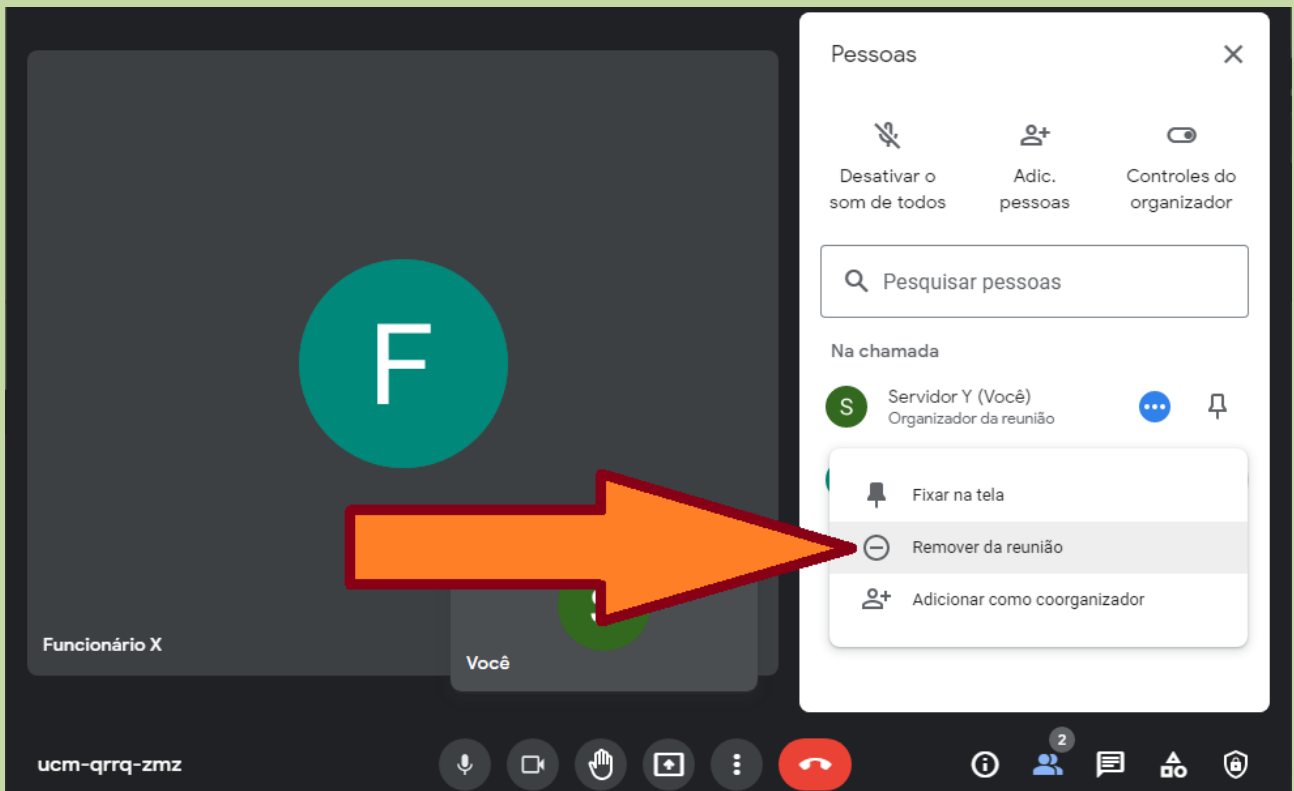 Pessoas
Desativar o
som de todos
Adic.
pessoas
Controles do
organizador
Pesquisar pessoas
Na chamada
S
Servidor Y (Você)
Organizador da reunião
Fixar na tela
Remover da reunião
Adicionar como coorganizador
F
Funcionário X
Você
ucm-qrrq-zmz
2